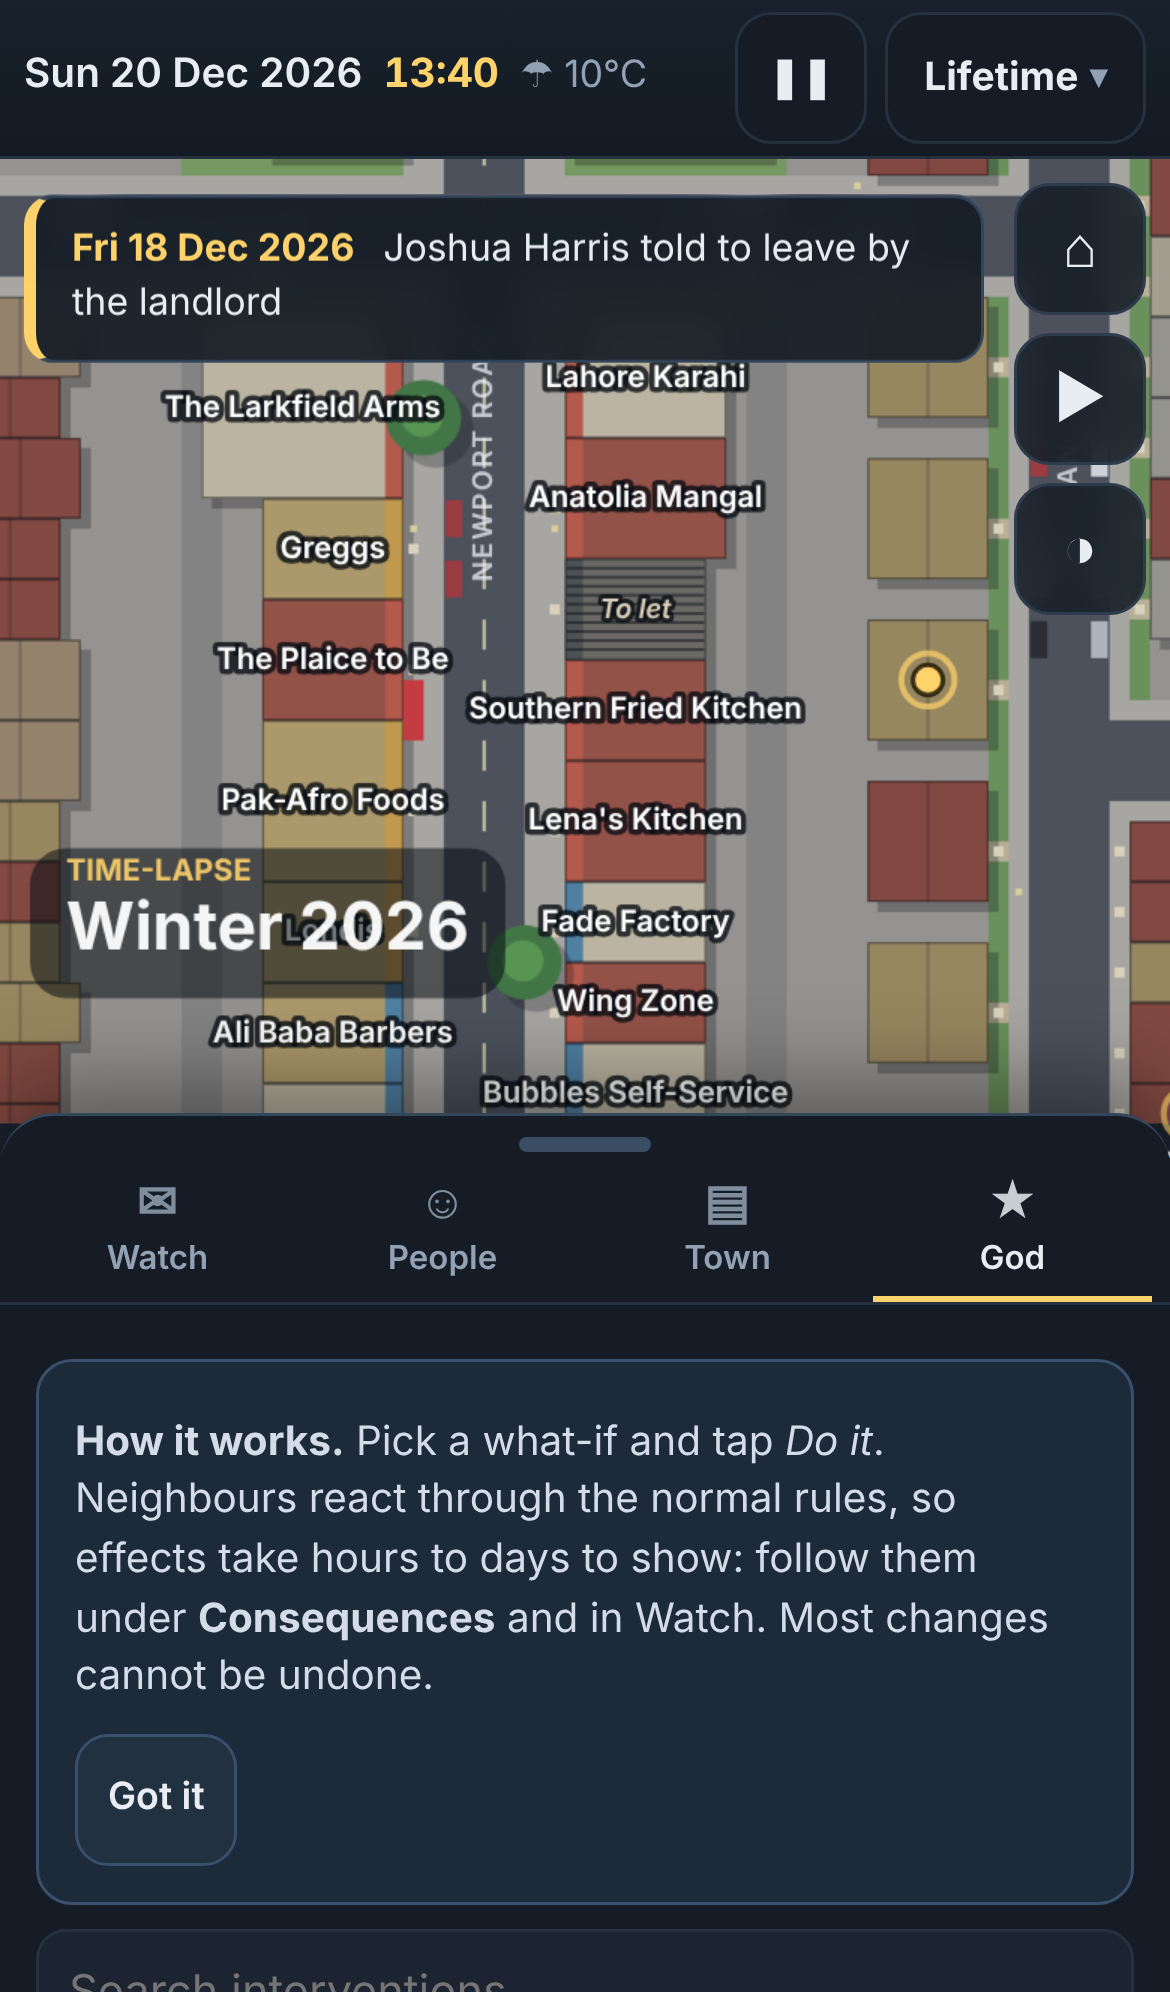 Sun 20 Dec 2026 13:40 10°C
Lifetime
Fri 18 Dec 2026 Joshua Harris told to leave by
the landlord
Lahore Karahi
The Larkfield Arms
NEWPORT ROA
Anatolia Mangal
Greggs
To let
The Plaice to Be
Southern Fried Kitchen
Pak-Afro Foods
Lena's Kitchen
TIME-LAPSE
Winter 2026
Fade Factory
Wing Zone
Ali Baba Barbers
Bubbles Self-Service
Watch
People
Town
God
How it works. Pick a what-if and tap Do it.
Neighbours react through the normal rules, so
effects take hours to days to show: follow them
under Consequences and in Watch. Most changes
cannot be undone.
Got it
Search interventions